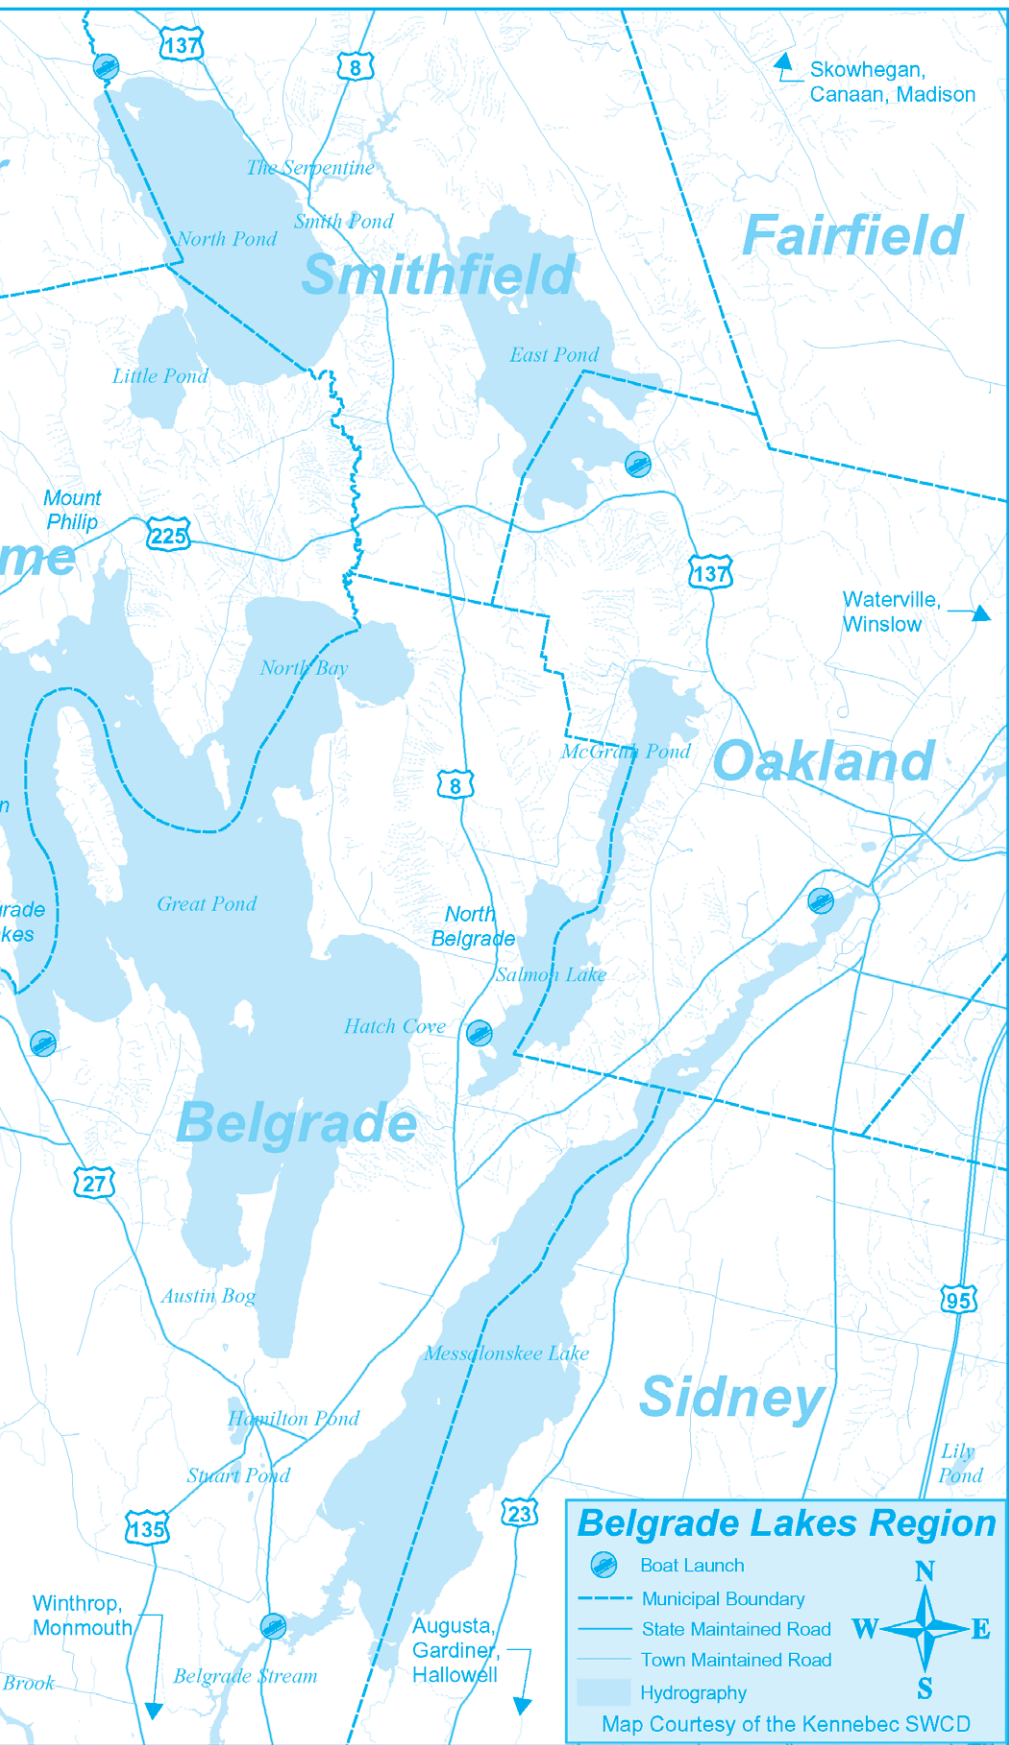 137
8
Skowhegan,
Canaan, Madison
The Serpentine
Smith Pond
North Pond
Fairfield
Smithfield
East Pond
Little Pond
Mount
Philip
225
me
137
Waterville,
Winslow
North Bay
McGrath Pond
Oakland
8
n
Great Pond
grade
kes
North
Belgrade
Salmon Lake
Hatch Cove
Belgrade
27
Austin Bog
95
Messalonskee Lake
Sidney
Hamilton Pond
Lily
Pond
Stuart Pond
135
23
Winthrop,
Monmouth
Augusta,
Gardiner,
Hallowell
Belgrade Stream
Brook
Belgrade Lakes Region
Boat Launch
Municipal Boundary
State Maintained Road
Town Maintained Road
Hydrography
N
W
E
S
Map Courtesy of the Kennebec SWCD